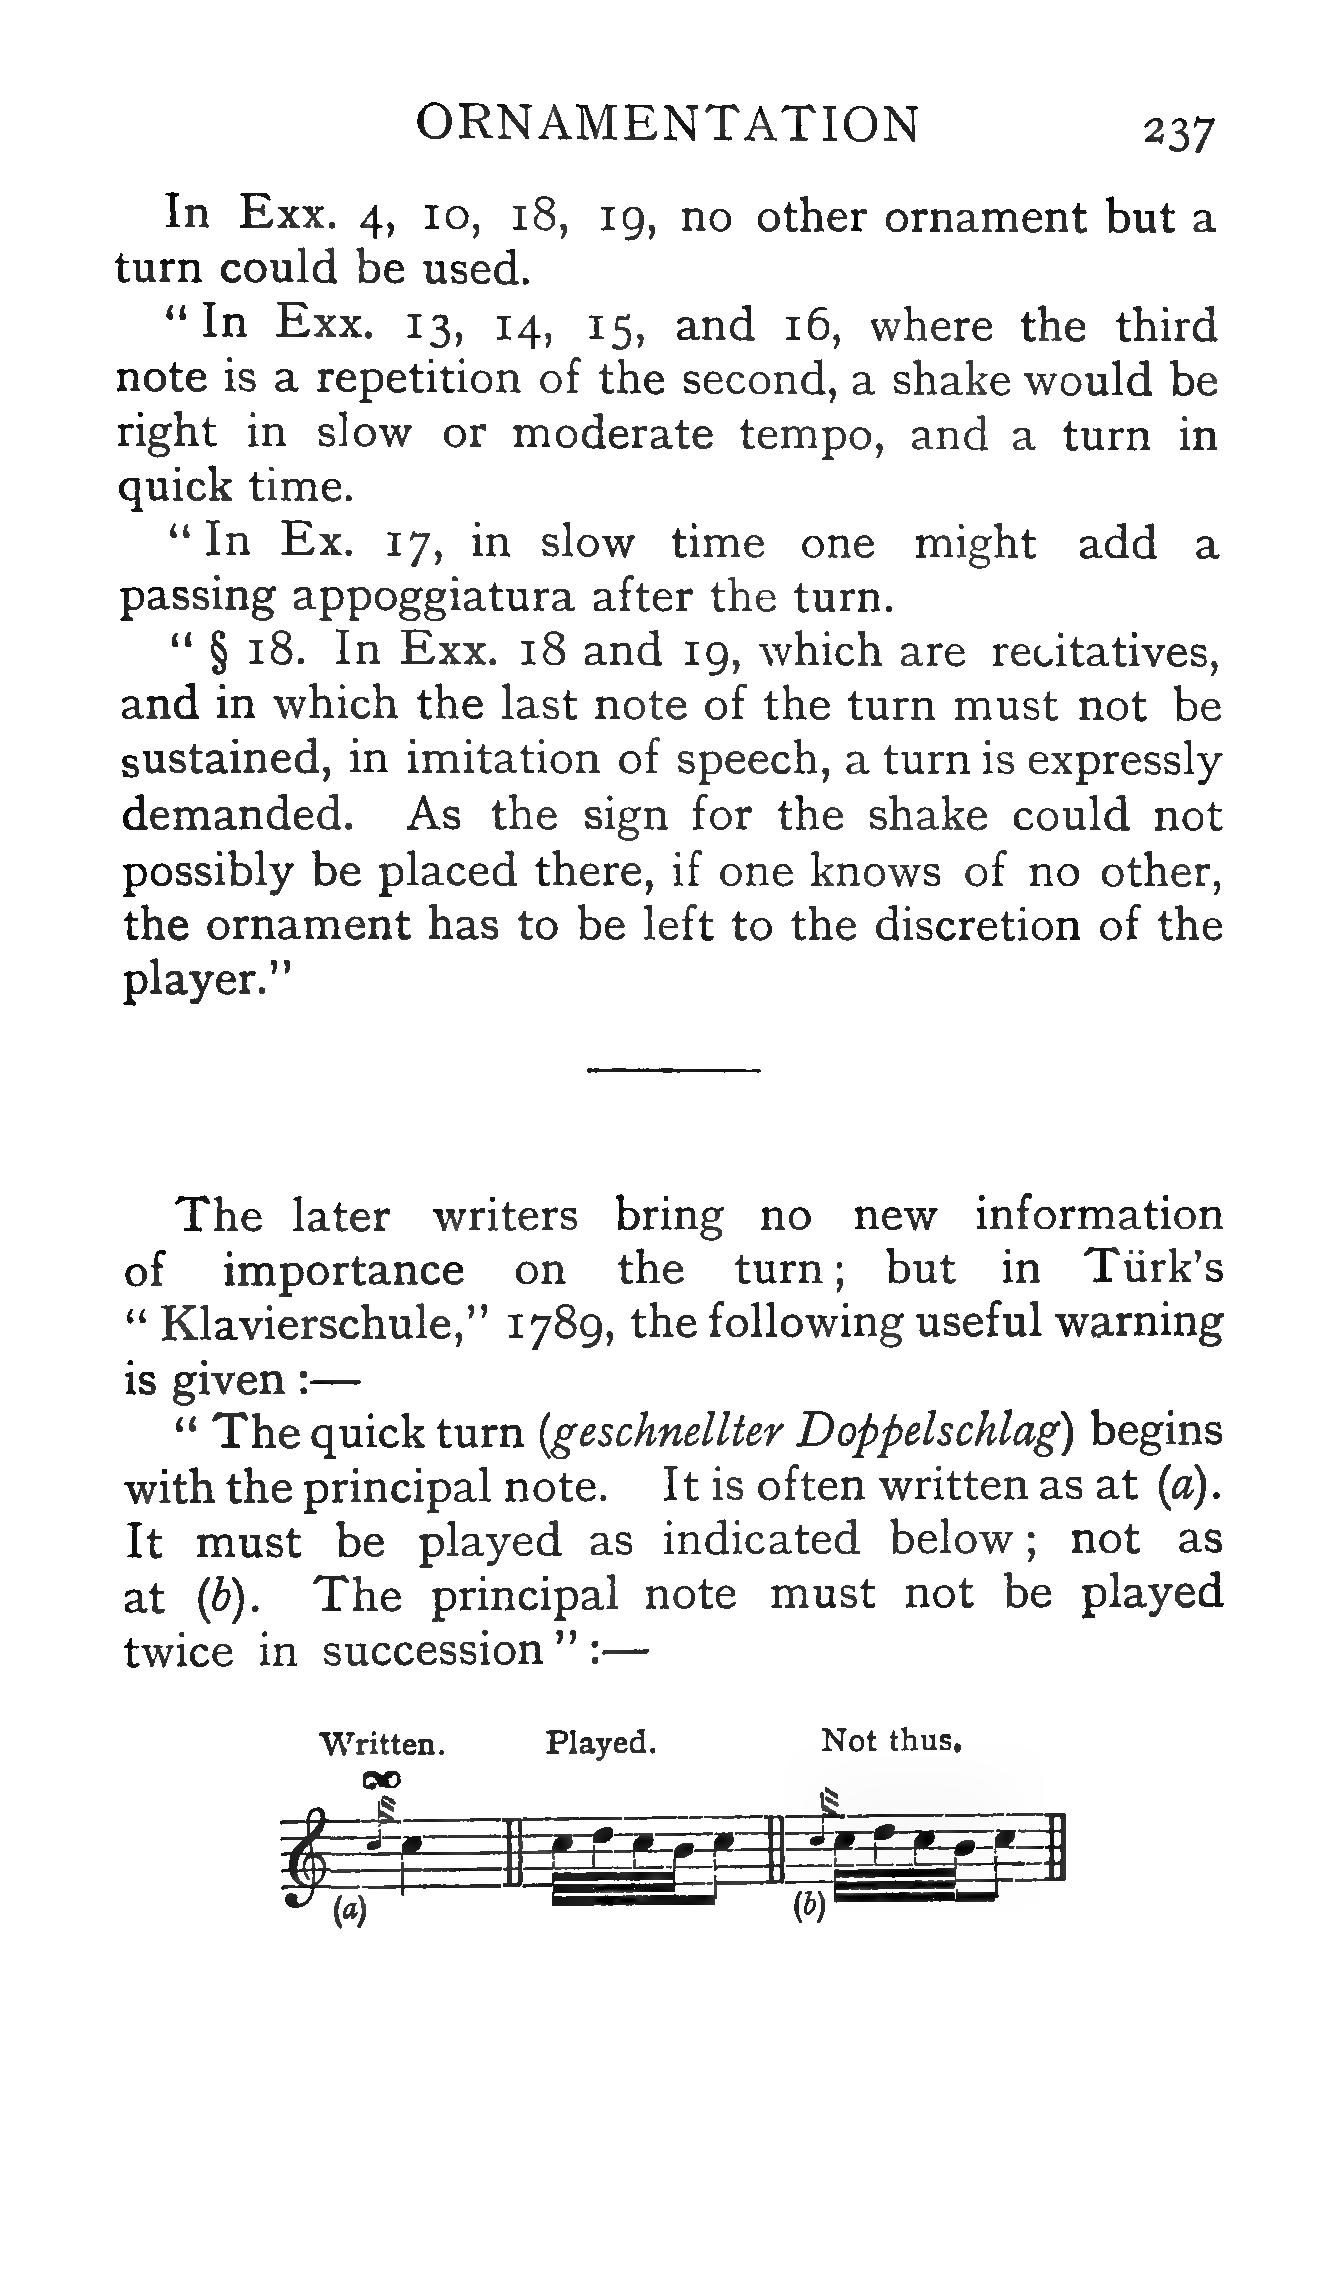 ORNAMENTATION 237
In Exx. 4, 10, 18, 19, no other ornament but a
turn could be used.
“ In Exx. 13, 14, 15, and 16, where the third
note is a repetition of the second, a shake would be
right in slow or moderate tempo, and a turn in
quick time.
“ In Ex. 17, in slow time one might add a
passing appoggiatura after the turn.
“ § 18. In Exx. 18 and 19, which are recitatives,
and in which the last note of the turn must not be
sustained, in imitation of speech, a turn is expressly
demanded. As the sign for the shake could not
possibly be placed there, if one knows of no other,
the ornament has to be left to the discretion of the
player.”
The later writers bring no new information
of importance on the turn ; but in Türk’s
“ Klavierschule,” 1789, the following useful warning
is given :—
“ The quick turn (geschnellter Doppelschlag) begins
with the principal note. It is often written as at (a).
It must be played as indicated below ; not as
at (b). The principal note must not be played
twice in succession ” :—
Written. Played. Not thus.
(a) (b)